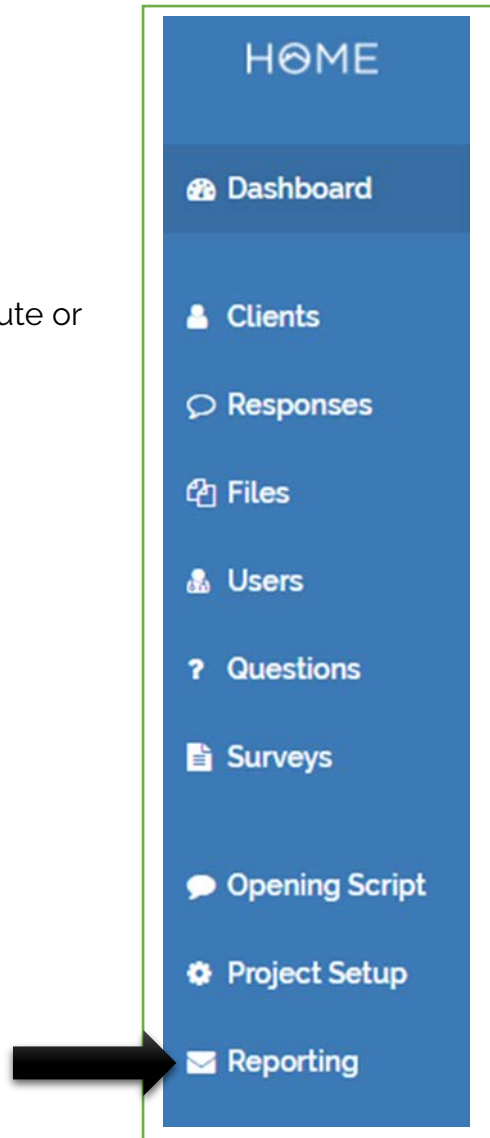 HOME
Dashboard
ute or
Clients
Responses
Files
Users
? Questions
Surveys
Opening Script
Project Setup
Reporting